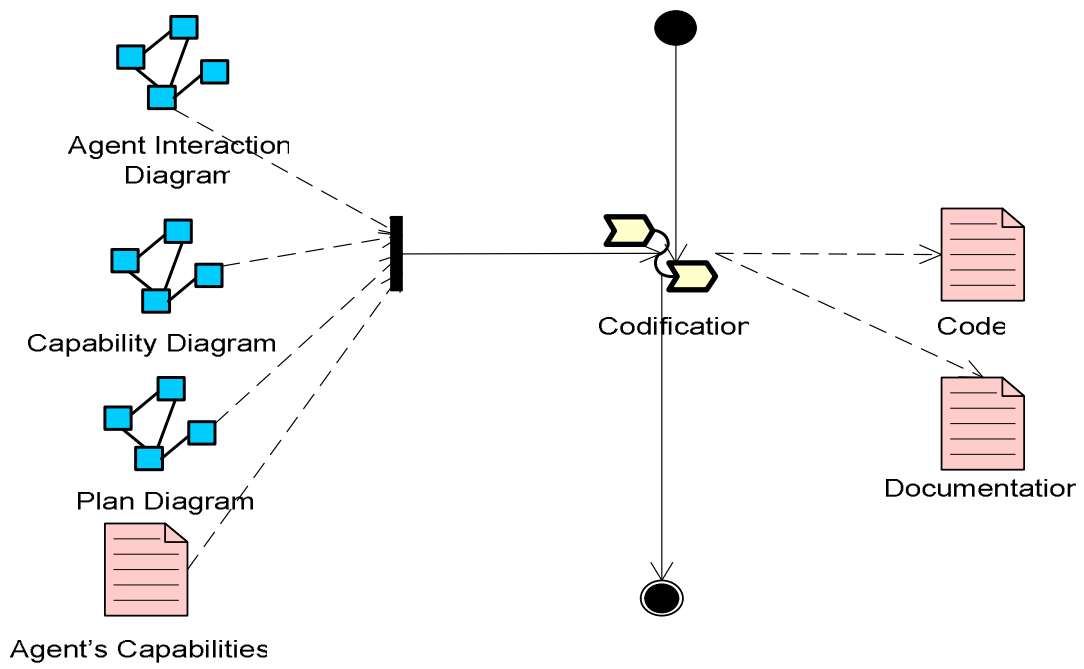 Agent Interaction
Diagram
Capability Diagram
Plan Diagram
Agent’s Capabilities
Codification
Code
Documentation